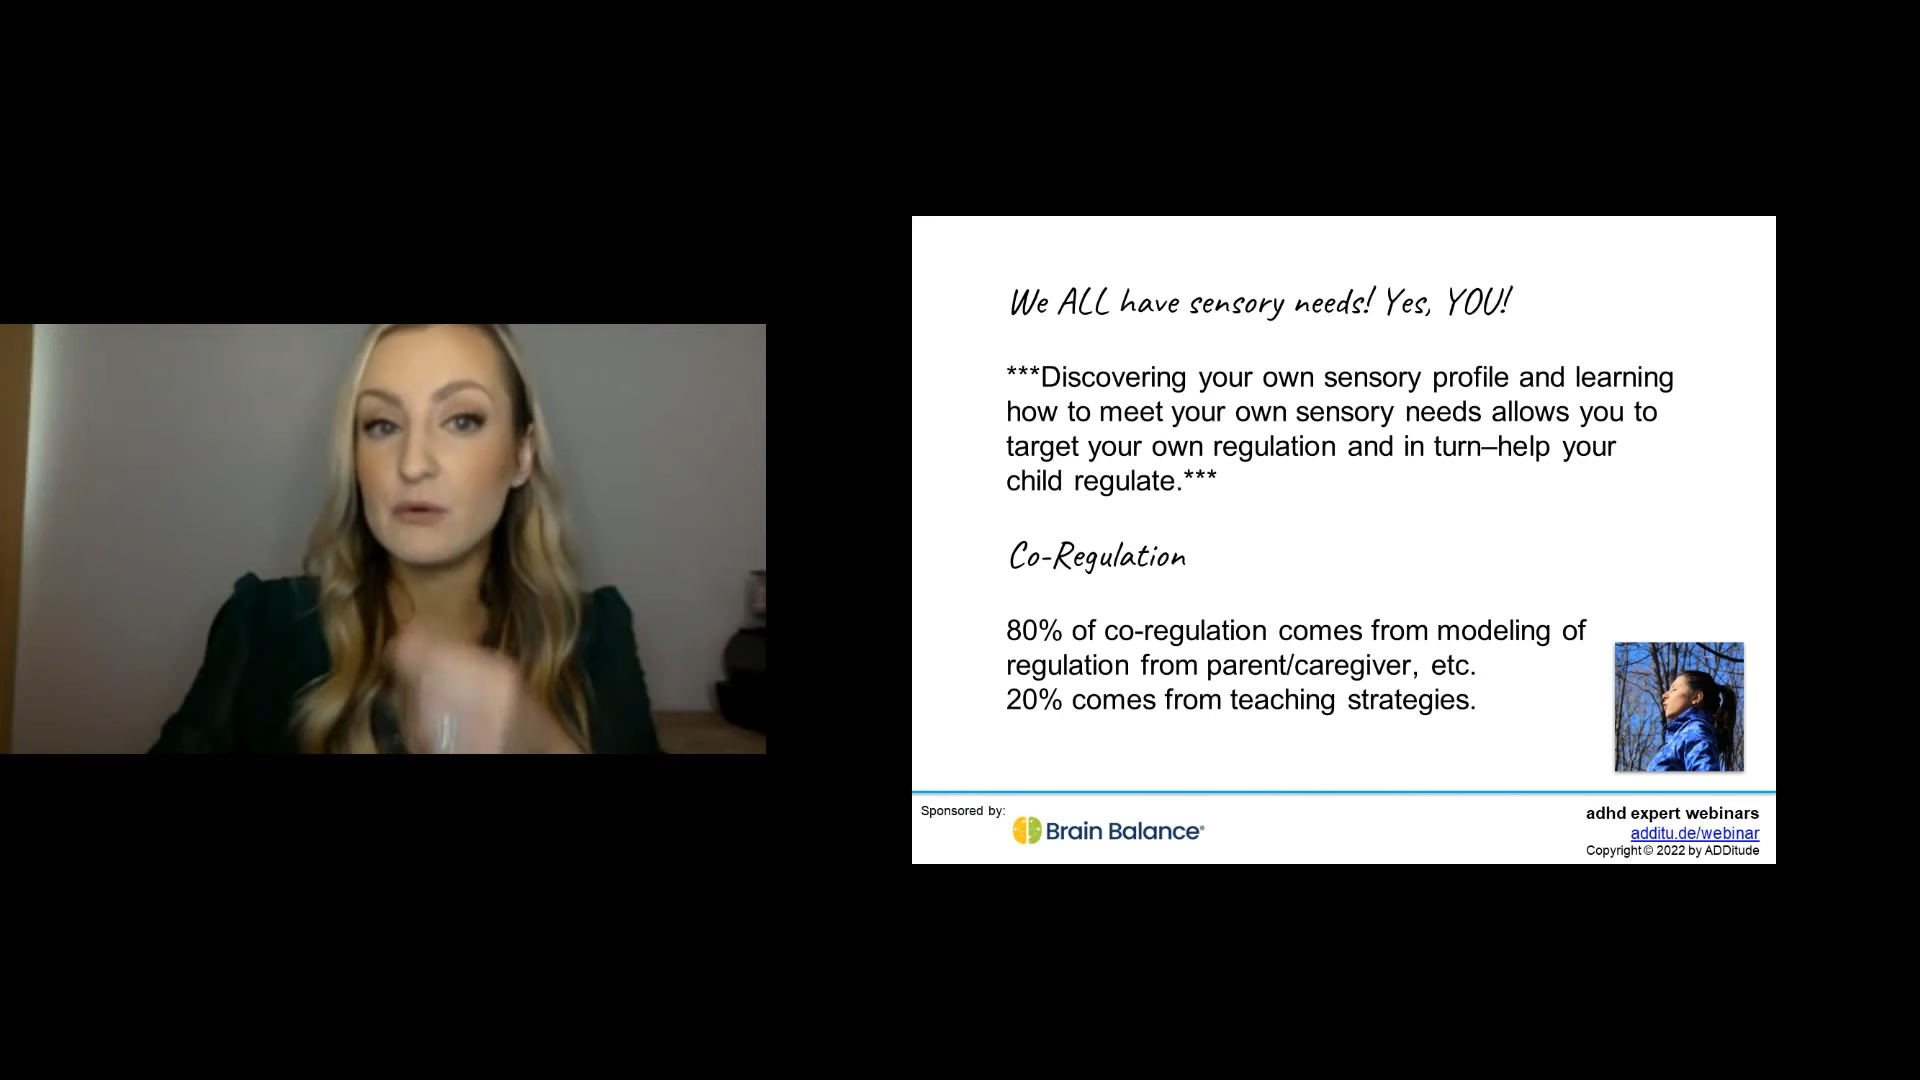 We ALL have sensory needs! Yes, YOU!
***Discovering your own sensory profile and learning
how to meet your own sensory needs allows you to
target your own regulation and in turn–help your
child regulate.***
Co-Regulation
80% of co-regulation comes from modeling of
regulation from parent/caregiver, etc.
20% comes from teaching strategies.
Sponsored by:
Brain Balance®
adhd expert webinars
additu.de/webinar
Copyright © 2022 by ADDitude